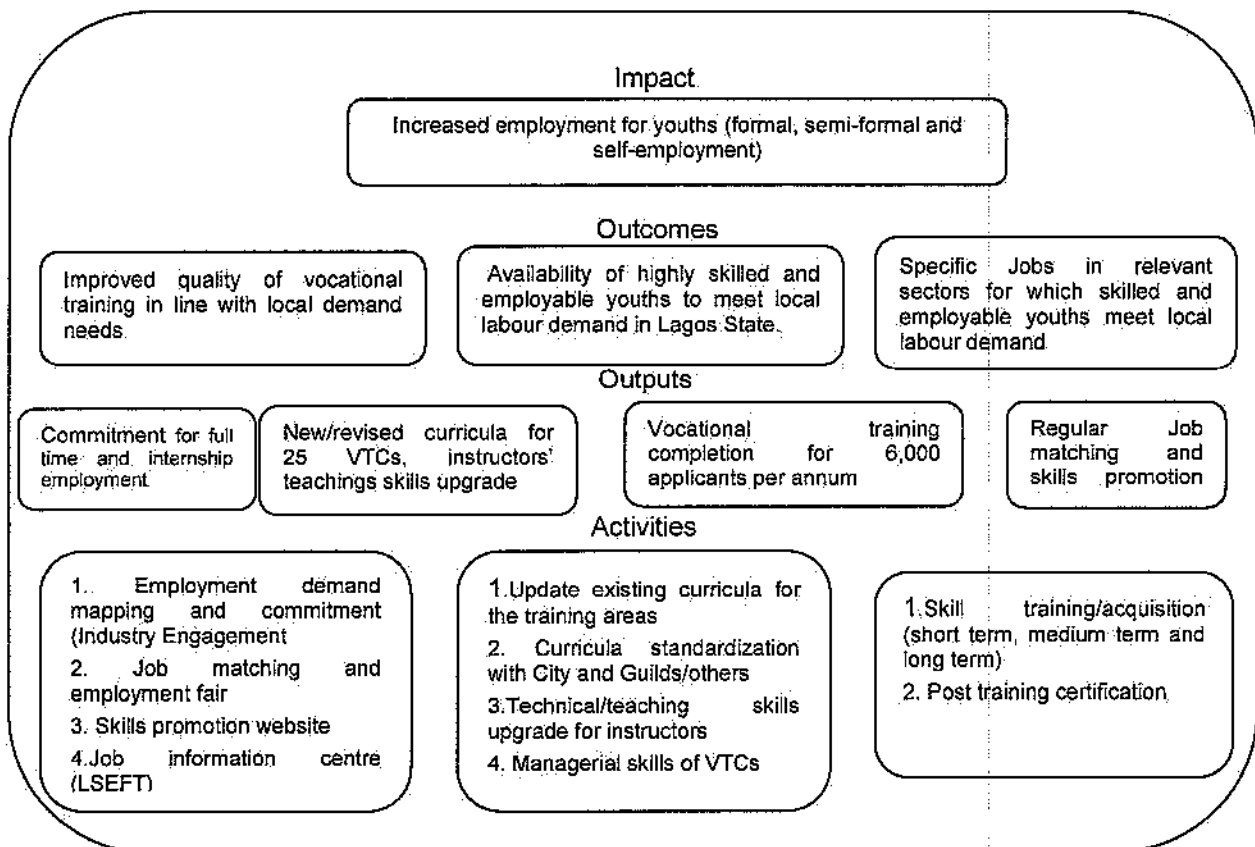 Impact
Increased employment for youths (formal, semi-formal and
self-employment)
Outcomes
Improved quality of vocational
training in line with local demand
needs
Availability of highly skilled and
employable youths to meet local
labour demand in Lagos State.
Specific Jobs in relevant
sectors for which skilled and
employable youths meet local
labour demand
Outputs
Commitment for full
time and internship
employment
New/revised curricula for
25 VTCs, instructors'
teachings skills upgrade
Vocational training
completion for 6,000
applicants per annum
Regular Job
matching and
skills promotion
Activities
1. Employment demand
mapping and commitment
(Industry Engagement
2. Job matching and
employment fair
3. Skills promotion website
4.Job information centre
(LSEFT)
1.Update existing curricula for
the training areas
2. Curricula standardization
with City and Guilds/others
3.Technical/teaching skills
upgrade for instructors
4. Managerial skills of VTCs
1.Skill training/acquisition
(short term, medium term and
long term)
2. Post training certification